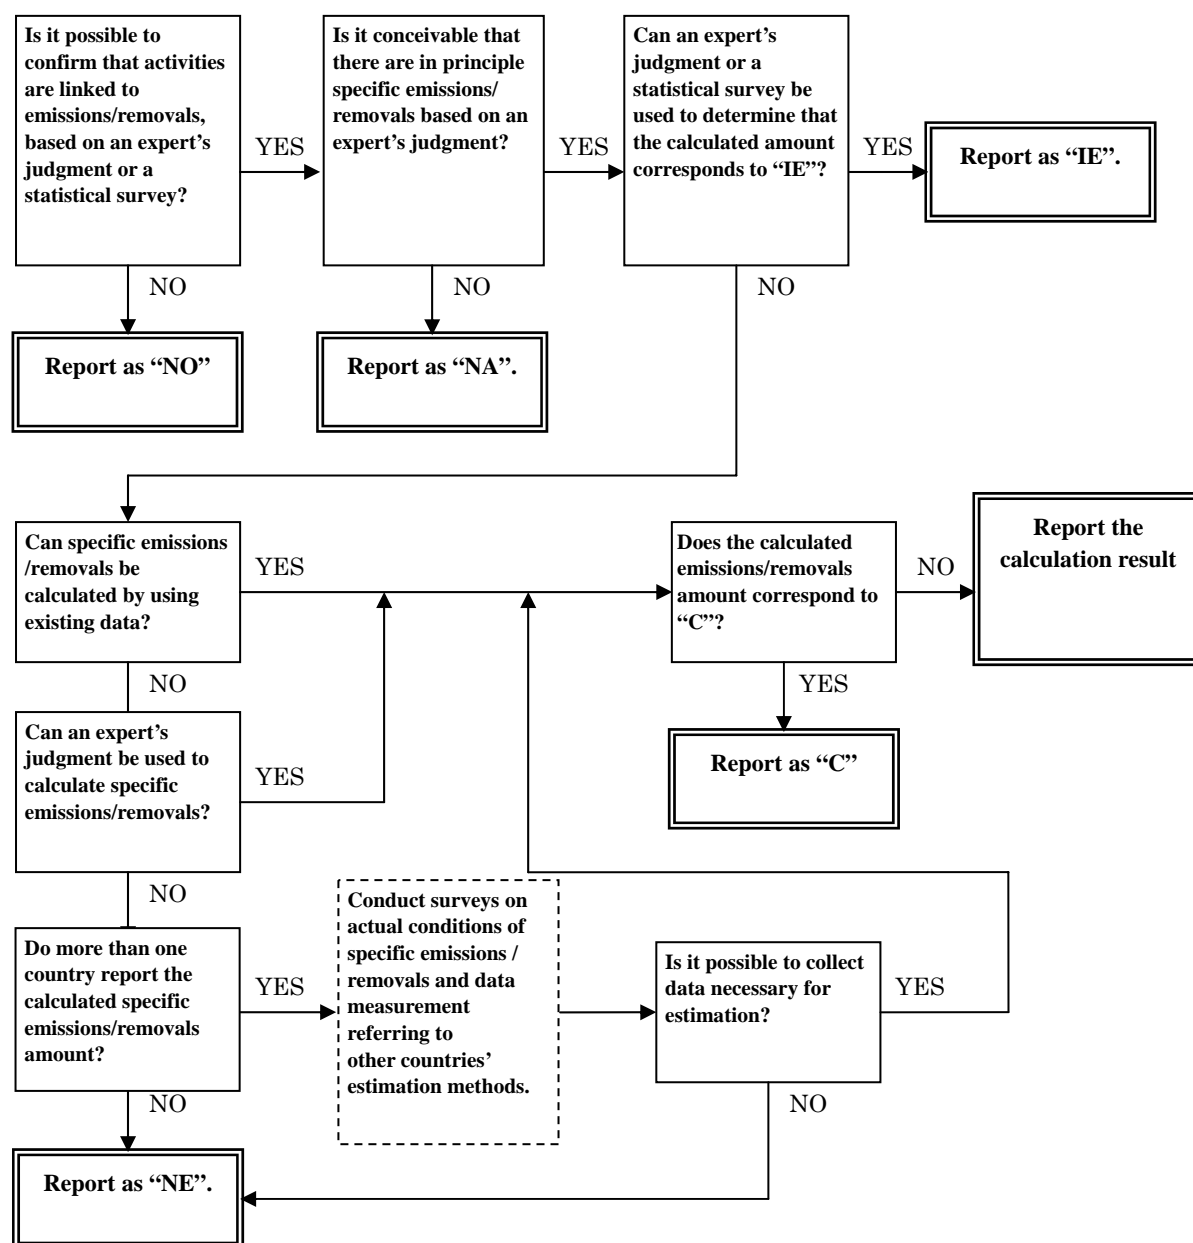 Is it possible to
confirm that activities
are linked to
emissions/removals,
based on an expert’s
judgment or a
statistical survey?
YES
Is it conceivable that
there are in principle
specific emissions/
removals based on an
expert’s judgment?
YES
Can an expert’s
judgment or a
statistical survey be
used to determine that
the calculated amount
corresponds to “IE”?
YES
Report as “IE”.
NO
NO
NO
Report as “NO”
Report as “NA”.
Can specific emissions
/removals be
calculated by using
existing data?
YES
Does the calculated
emissions/removals
amount correspond to
“C”?
NO
Report the
calculation result
NO
YES
Can an expert’s
judgment be used to
calculate specific
emissions/removals?
YES
Report as “C”
NO
Do more than one
country report the
calculated specific
emissions/removals
amount?
YES
Conduct surveys on
actual conditions of
specific emissions /
removals and data
measurement
referring to
other countries’
estimation methods.
Is it possible to collect
data necessary for
estimation?
YES
NO
NO
Report as “NE”.